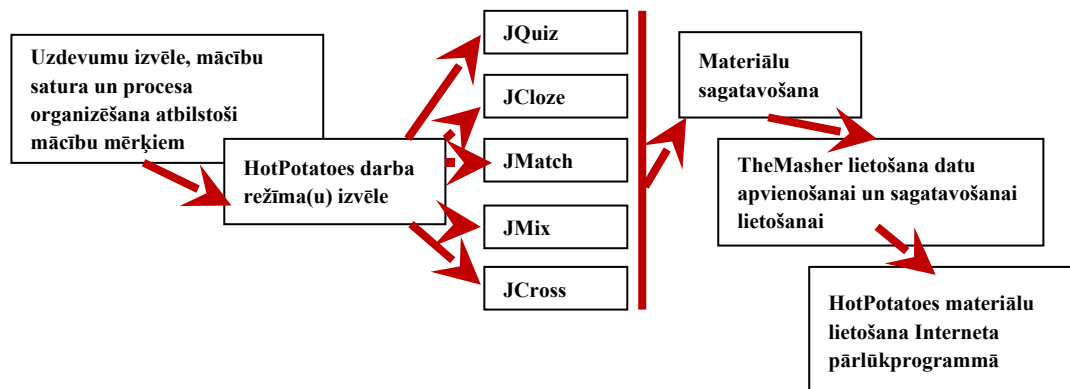 Uzdevumu izvēle, mācību
satura un procesa
organizēšana atbilstoši
mācību mērķiem
HotPotatoes darba
režīma(u) izvēle
JQuiz
JCloze
JMatch
JMix
JCross
Materiālu
sagatavošana
TheMasher lietošana datu
apvienošanai un sagatavošanai
lietošanai
HotPotatoes materiālu
lietošana Interneta
pārlūkprogrammā